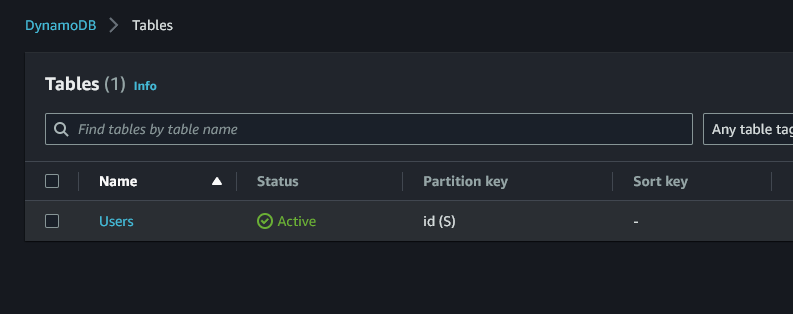 DynamoDB > Tables
Tables (1) Info
Find tables by table name Any table tag
Name Status Partition key Sort key
Users Active id (S) -